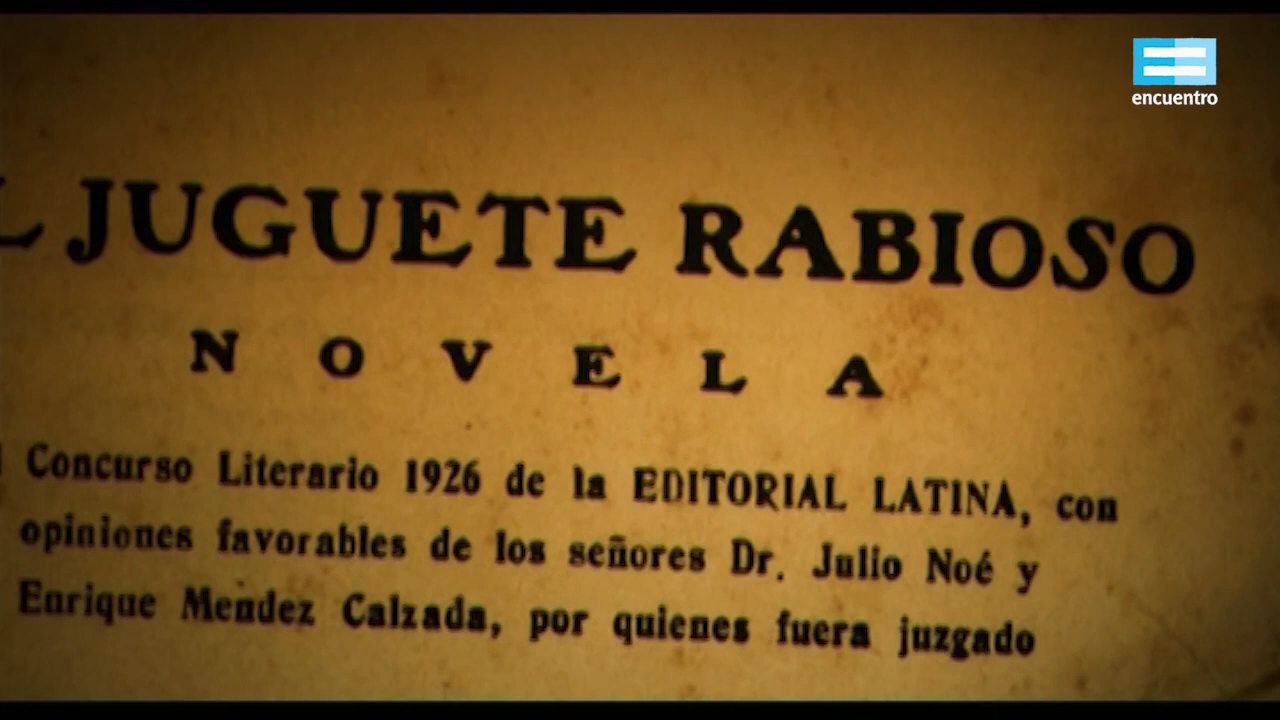 encuentro
L JUGUETE RABIOSO
NOVELA
Concurso Literario 1926 de la EDITORIAL LATINA, con
opiniones favorables de los señores Dr. Julio Noé y
Enrique Mendez Calzada, por quienes fuera juzgado